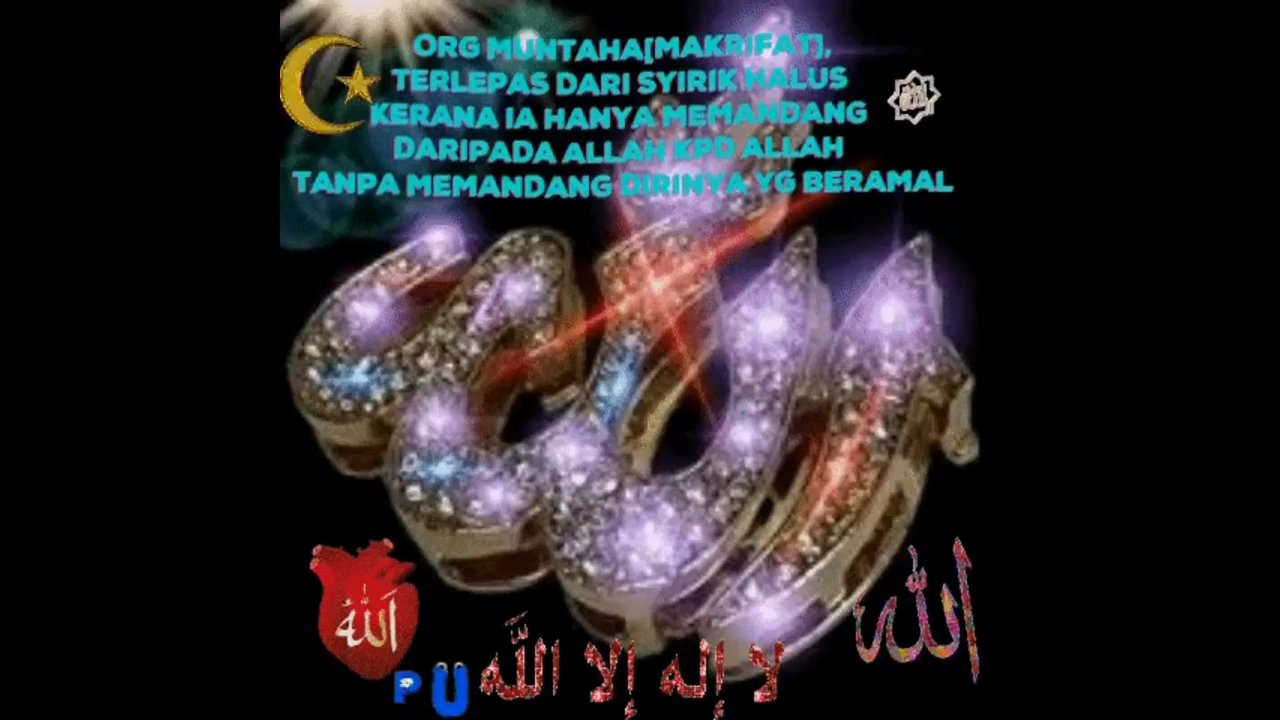 ORG MUNTAHA[MAKRIFAT],
TERLEPAS DARI SYIRIK HALUS
KERANA IA HANYA MEMANDANG
DARIPADA ALLAH KPD ALLAH
TANPA MEMANDANG DIRINYA YG BERAMAL
الله
الله
الله
لا إله إلا الله
P U